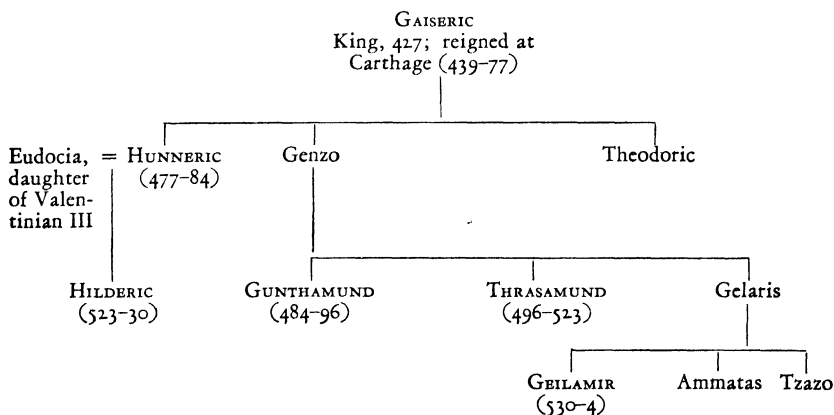 GAISERIC
King, 427; reigned at
Carthage (439–77)
Eudocia, = HUNNERIC Genzo Theodoric
daughter (477–84)
of Valen-
tinian III
HILDERIC GUNTHAMUND THRASAMUND Gelaris
(523–30) (484–96) (496–523)
GEILAMIR Ammatas Tzazo
(530–4)